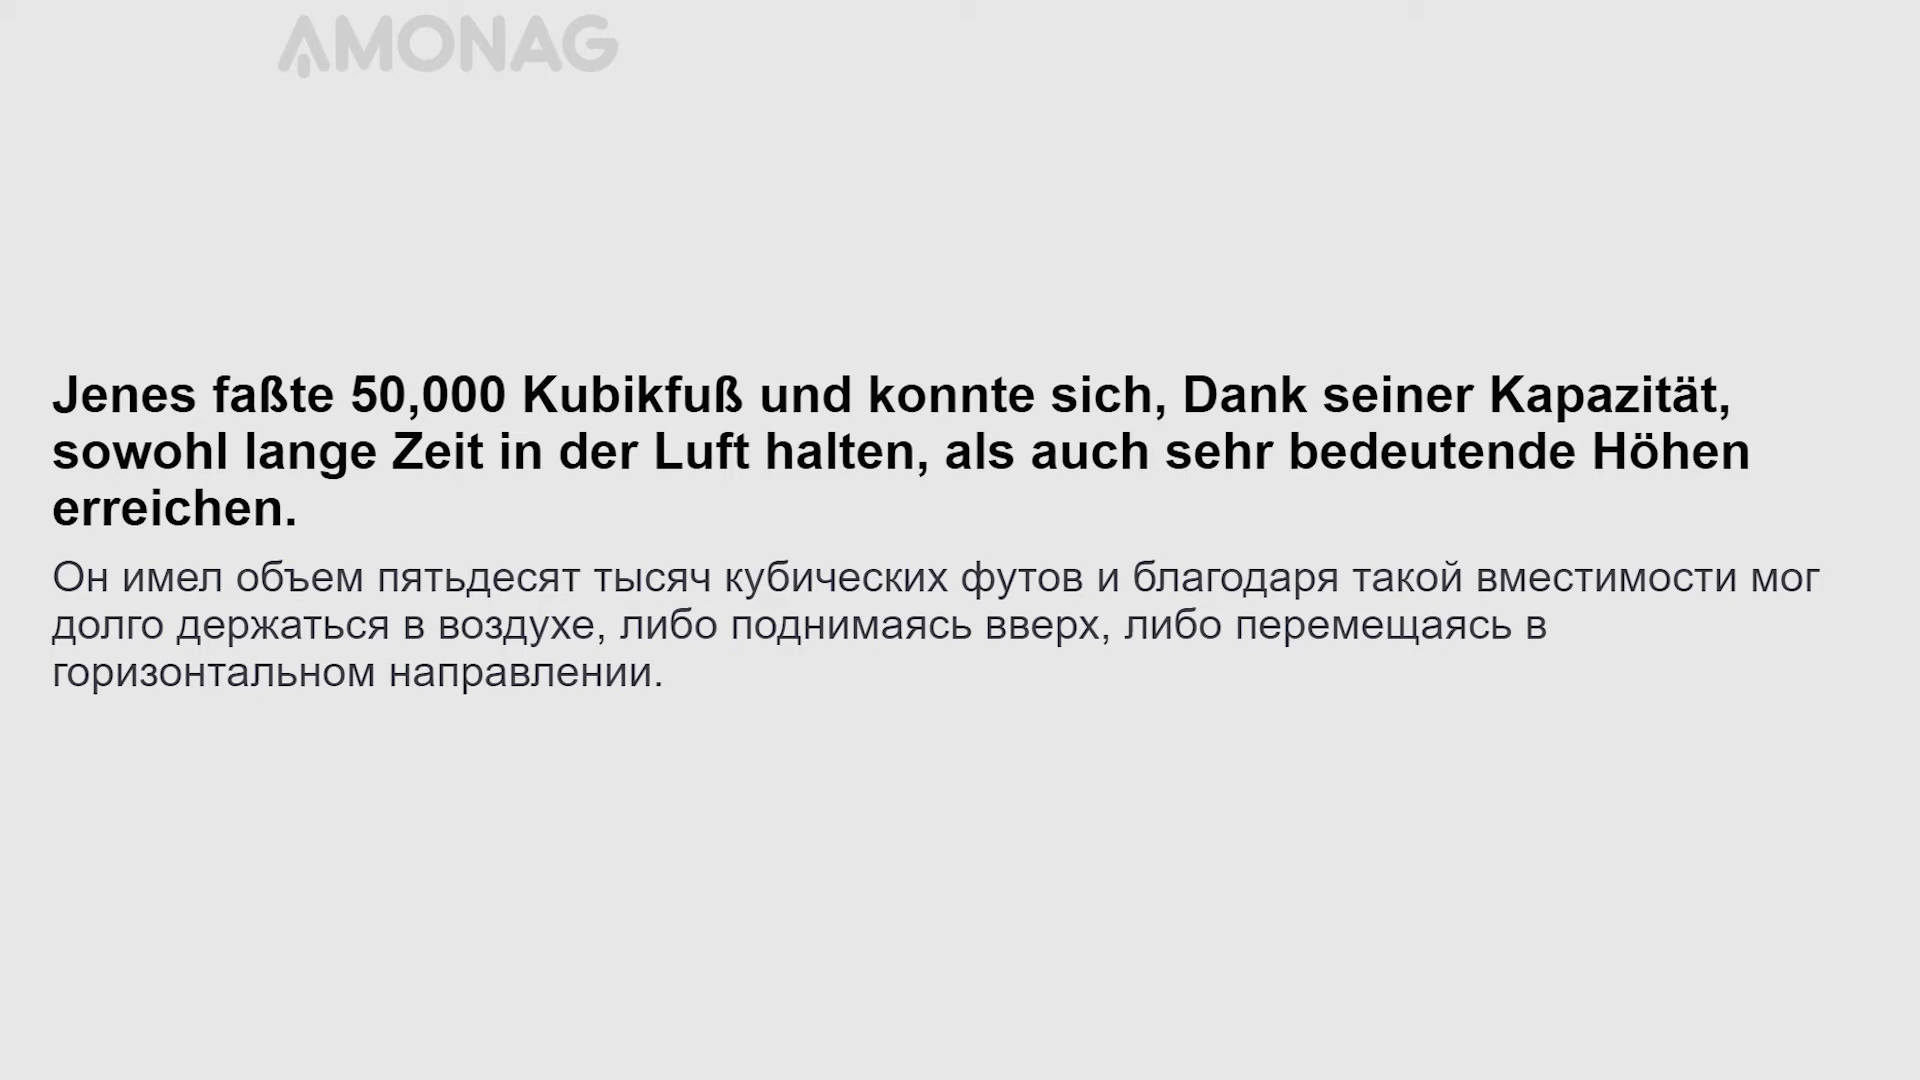 AMONAG
Jenes faßte 50,000 Kubikfuß und konnte sich, Dank seiner Kapazität,
sowohl lange Zeit in der Luft halten, als auch sehr bedeutende Höhen
erreichen.
Он имел объем пятьдесят тысяч кубических футов и благодаря такой вместимости мог
долго держаться в воздухе, либо поднимаясь вверх, либо перемещаясь в
горизонтальном направлении.